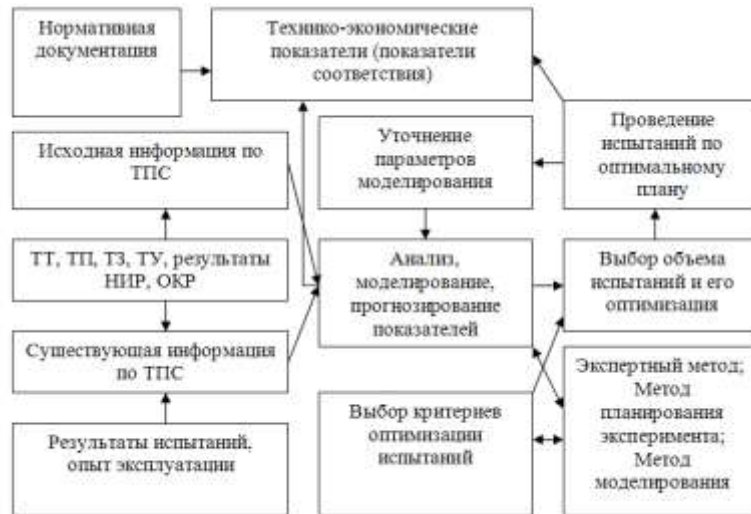 Нормативная
документация
Технико-экономические
показатели (показатели
соответствия)
Исходная информация по
ТПС
Уточнение
параметров
моделирования
Проведение
испытаний по
оптимальному
плану
ТТ, ТП, ТЗ, ТУ, результаты
НИР, ОКР
Анализ,
моделирование,
прогнозирование
показателей
Выбор объема
испытаний и его
оптимизация
Существующая информация
по ТПС
Результаты испытаний,
опыт эксплуатации
Выбор критериев
оптимизации
испытаний
Экспертный метод;
Метод
планирования
эксперимента;
Метод
моделирования